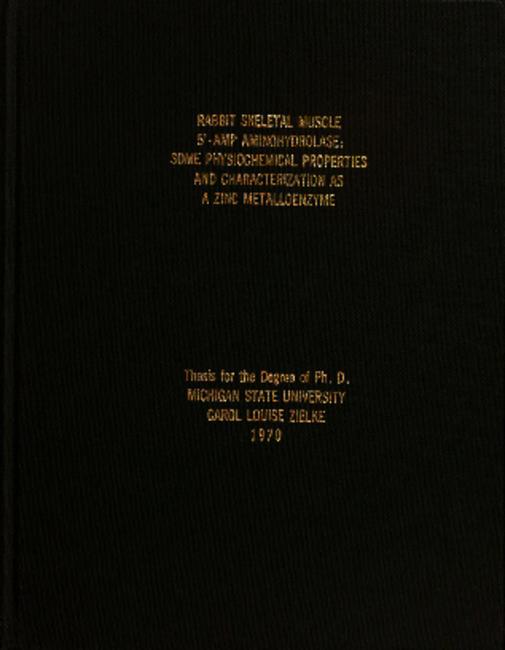 RABBIT SKELETAL MUSCLE
5'-AMP AMINOHYDROLASE:
SOME PHYSIOCHEMICAL PROPERTIES
AND CHARACTERIZATION AS
A ZINC METALLOENZYME
Thesis for the Degree of Ph. D.
MICHIGAN STATE UNIVERSITY
CAROL LOUISE ZIELKE
1970